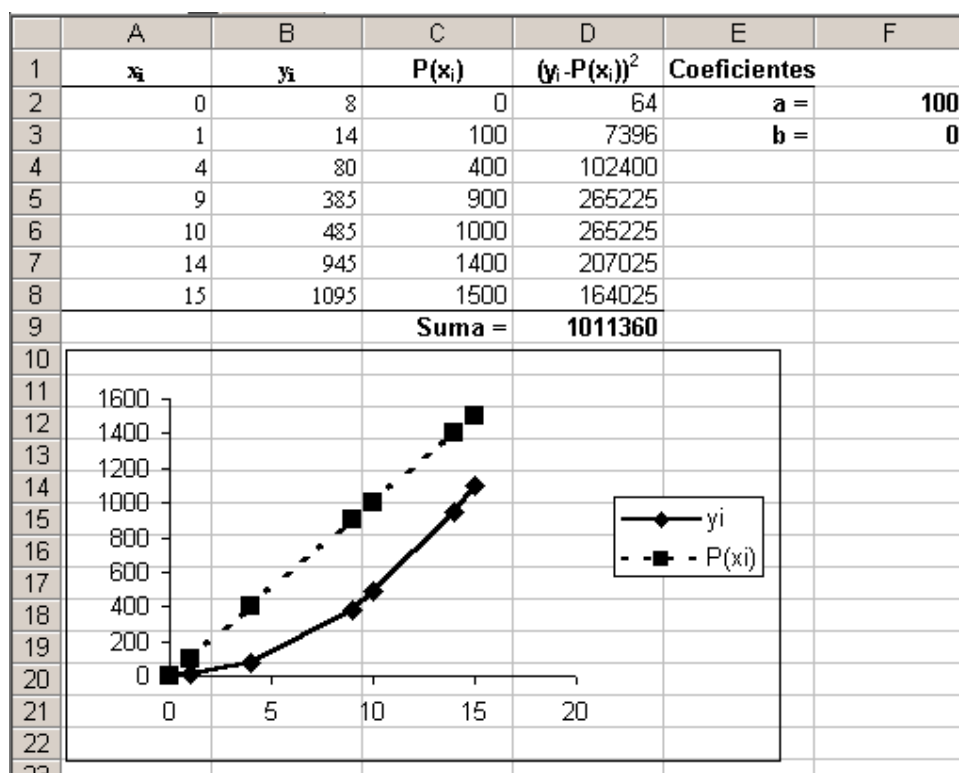 A B C D E F
1 xi yi P(xi) (yi-P(xi))² Coeficientes
2 0 8 0 64 a = 100
3 1 14 100 7396 b = 0
4 4 80 400 102400
5 9 385 900 265225
6 10 485 1000 265225
7 14 945 1400 207025
8 15 1095 1500 164025
9 Suma = 1011360
10
11
12
13
14
15
16
17
18
19
20
21
22
23
1600
1400
1200
1000
800
600
400
200
0
0 5 10 15 20
yi
P(xi)